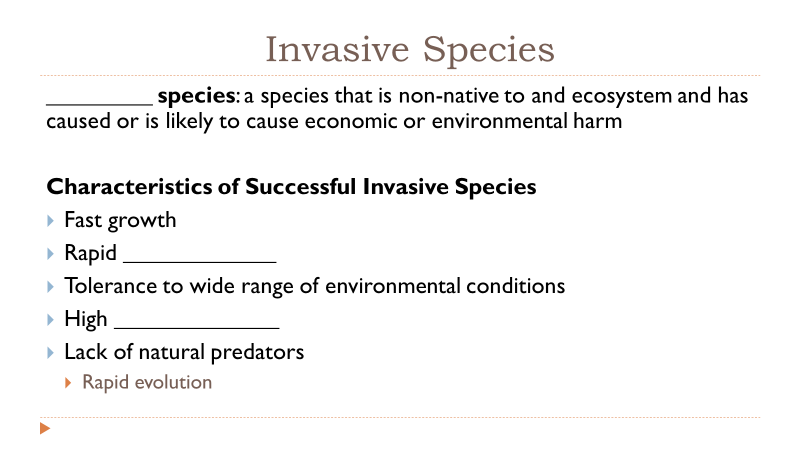 Invasive Species
_________ species: a species that is non-native to and ecosystem and has
caused or is likely to cause economic or environmental harm
Characteristics of Successful Invasive Species
Fast growth
Rapid _____________
Tolerance to wide range of environmental conditions
High ______________
Lack of natural predators
Rapid evolution